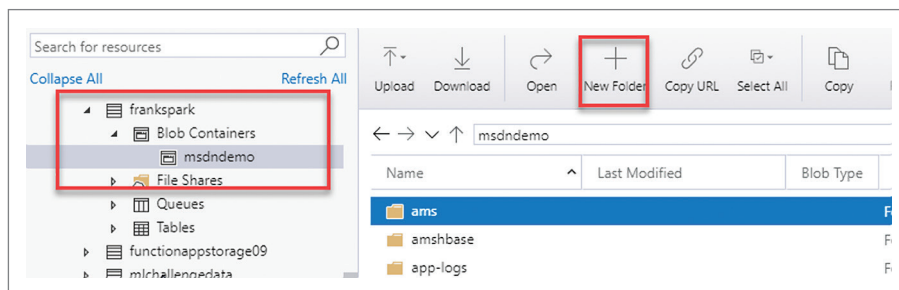 Search for resources
Collapse All Refresh All
frankspark
Blob Containers
msdndemo
File Shares
Queues
Tables
functionappstorage09
mlchallengedata
Upload Download Open New Folder Copy URL Select All Copy
msdndemo
Name Last Modified Blob Type
ams
amshbase
app-logs